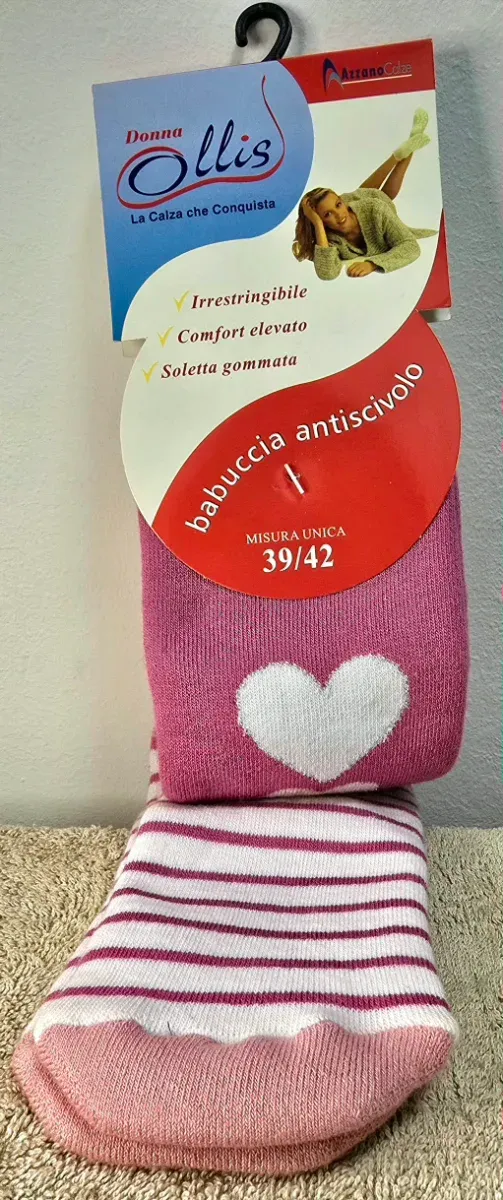 AzzanoCalze
Donna
Ollis
La Calza che Conquista
Irrestringibile
Comfort elevato
Soletta gommata
babuccia antiscivolo
MISURA UNICA
39/42